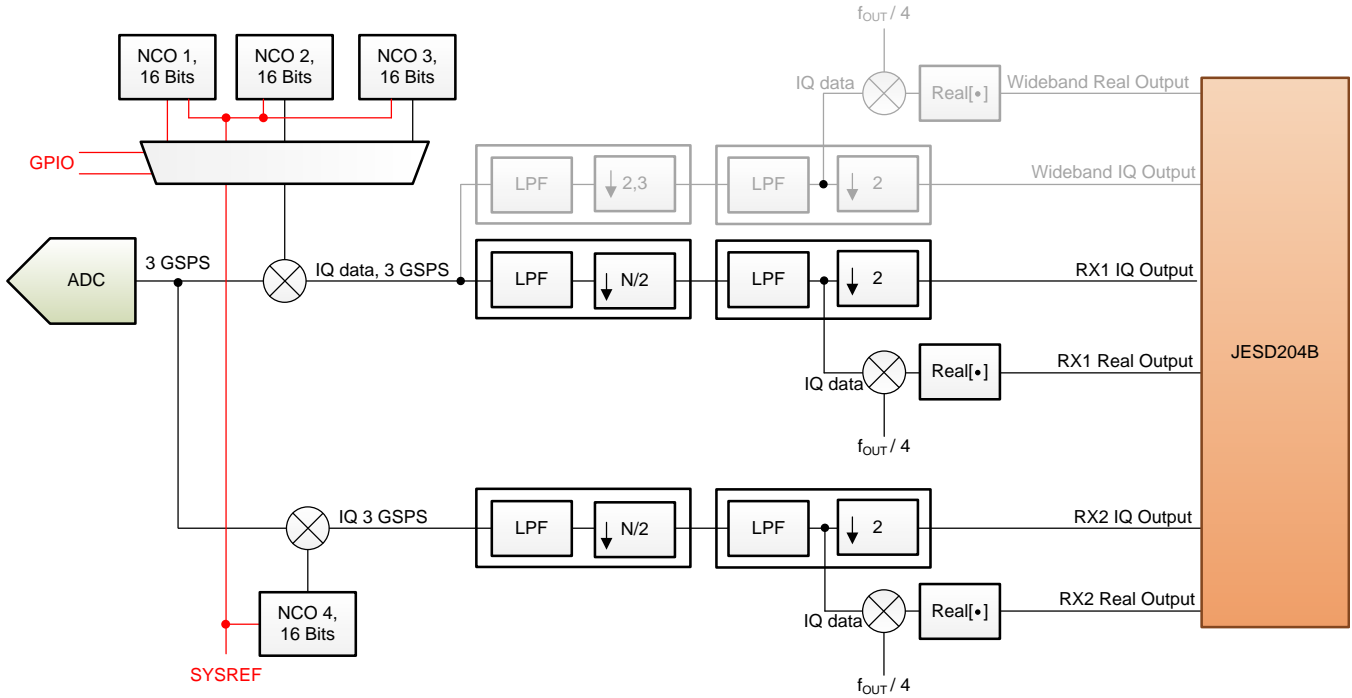 f_OUT / 4
NCO 1,
16 Bits
NCO 2,
16 Bits
NCO 3,
16 Bits
IQ data
Real[•]
Wideband Real Output
GPIO
LPF
2,3
LPF
2
Wideband IQ Output
ADC
3 GSPS
IQ data, 3 GSPS
LPF
N/2
LPF
2
RX1 IQ Output
JESD204B
IQ data
Real[•]
RX1 Real Output
f_OUT / 4
IQ 3 GSPS
LPF
N/2
LPF
2
RX2 IQ Output
NCO 4,
16 Bits
IQ data
Real[•]
RX2 Real Output
SYSREF
f_OUT / 4